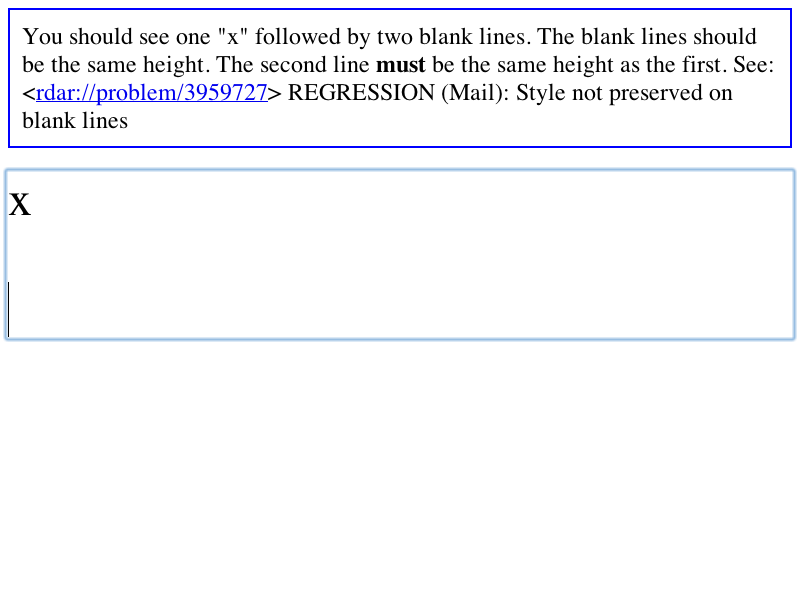 You should see one "x" followed by two blank lines. The blank lines should
be the same height. The second line must be the same height as the first. See:
<rdar://problem/3959727> REGRESSION (Mail): Style not preserved on
blank lines
x